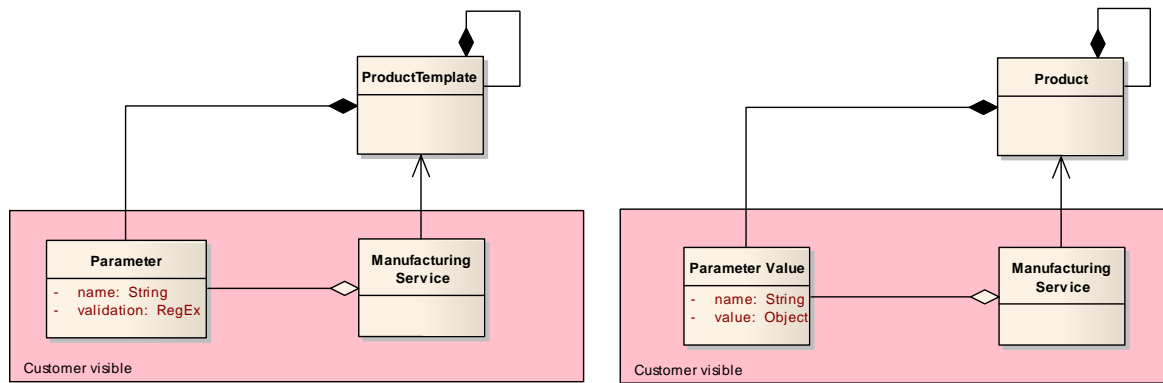 ProductTemplate
Parameter
- name: String
- validation: RegEx
Manufacturing
Service
Customer visible
Product
Parameter Value
- name: String
- value: Object
Manufacturing
Service
Customer visible